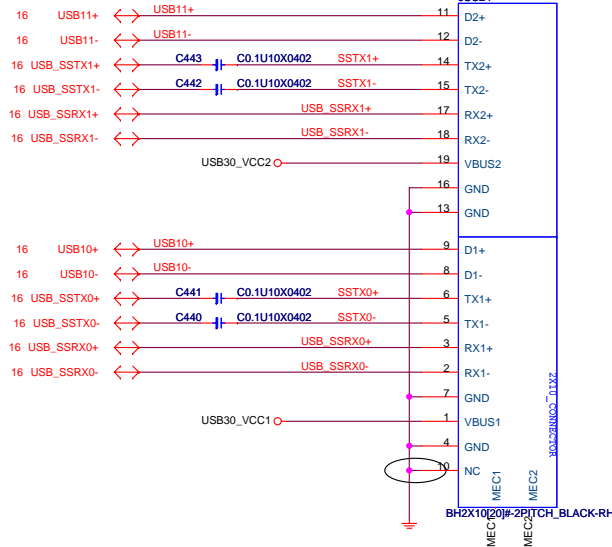 16 USB11+ USB11+ 11 D2+
16 USB11- USB11- 12 D2-
16 USB_SSTX1+ C443 C0.1U10X0402 SSTX1+ 14 TX2+
16 USB_SSTX1- C442 C0.1U10X0402 SSTX1- 15 TX2-
16 USB_SSRX1+ USB_SSRX1+ 17 RX2+
16 USB_SSRX1- USB_SSRX1- 18 RX2-
USB30_VCC2 19 VBUS2
16 GND
13 GND
16 USB10+ USB10+ 9 D1+
16 USB10- USB10- 8 D1-
16 USB_SSTX0+ C441 C0.1U10X0402 SSTX0+ 6 TX1+
16 USB_SSTX0- C440 C0.1U10X0402 SSTX0- 5 TX1-
16 USB_SSRX0+ USB_SSRX0+ 3 RX1+
16 USB_SSRX0- USB_SSRX0- 2 RX1-
7 GND
USB30_VCC1 1 VBUS1
4 GND
10 NC
2X10_CONNECTOR
MEC1 MEC2
BH2X10[20]#-2PITCH_BLACK-RH
MEC1 MEC2